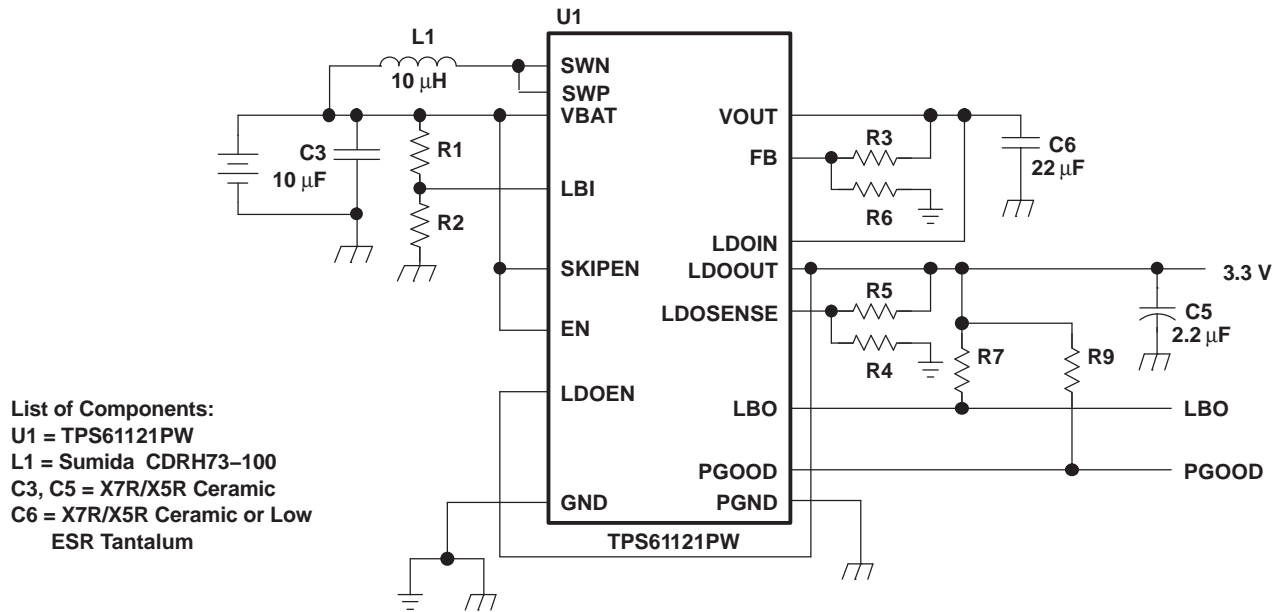 U1
L1
10 μH
SWN
SWP
VBAT
VOUT
C3
10 μF
R1
R3
FB
C6
22 μF
LBI
R6
R2
LDOIN
SKIPEN
LDOOUT
3.3 V
R5
LDOSENSE
C5
2.2 μF
EN
R4
R7
R9
LDOEN
LBO
LBO
List of Components:
U1 = TPS61121PW
L1 = Sumida CDRH73–100
C3, C5 = X7R/X5R Ceramic
C6 = X7R/X5R Ceramic or Low
ESR Tantalum
PGOOD
PGOOD
GND
PGND
TPS61121PW